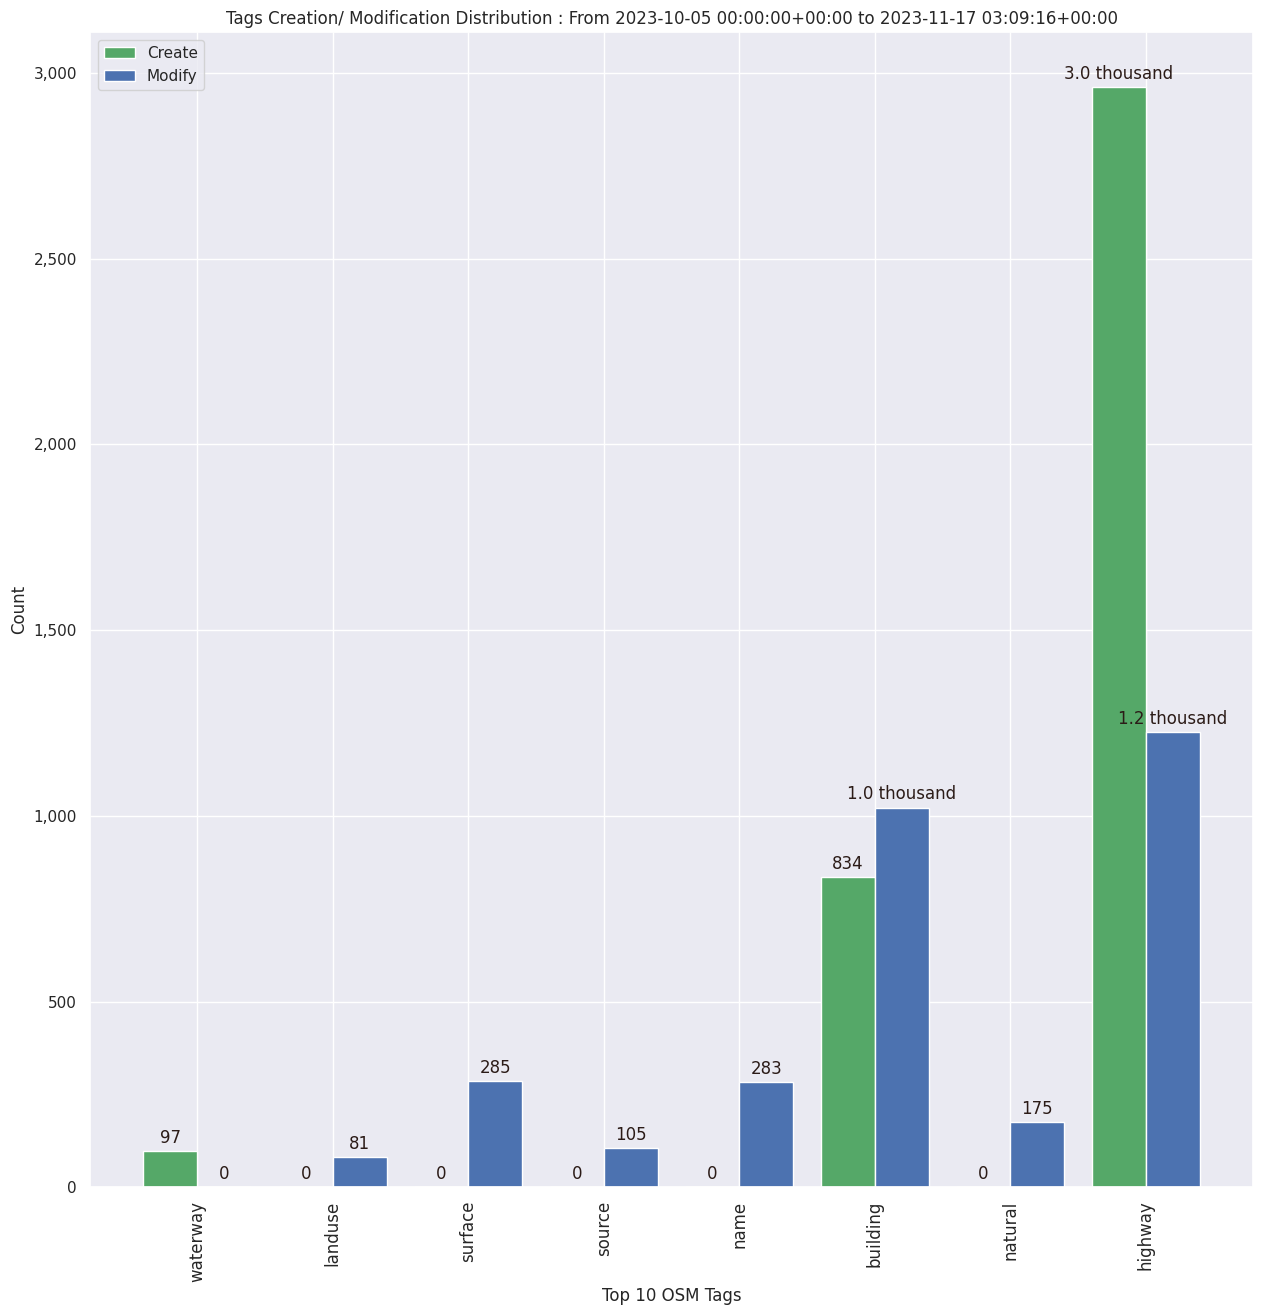 Tags Creation/ Modification Distribution : From 2023-10-05 00:00:00+00:00 to 2023-11-17 03:09:16+00:00
Create
Modify
3,000
2,500
2,000
1,500
1,000
500
0
Count
97
0
0
81
0
285
0
105
0
283
834
1.0 thousand
0
175
3.0 thousand
1.2 thousand
waterway
landuse
surface
source
name
building
natural
highway
Top 10 OSM Tags